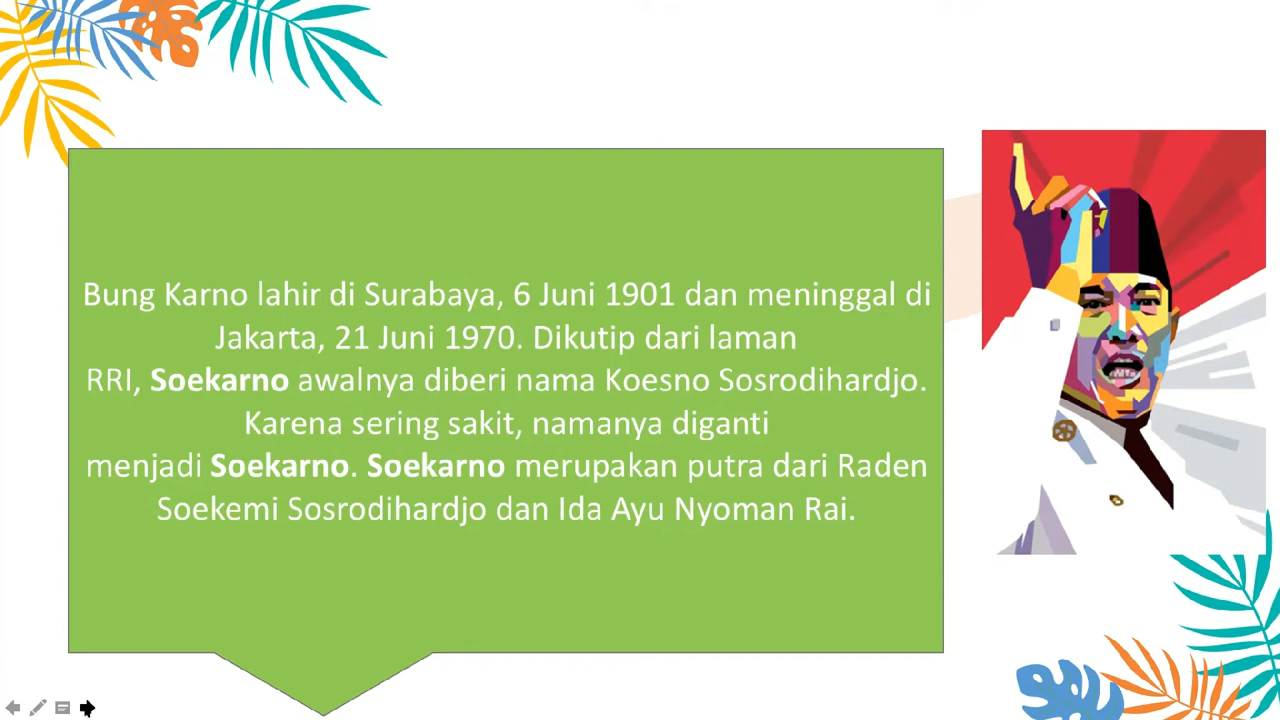 Bung Karno lahir di Surabaya, 6 Juni 1901 dan meninggal di
Jakarta, 21 Juni 1970. Dikutip dari laman
RRI, Soekarno awalnya diberi nama Koesno Sosrodihardjo.
Karena sering sakit, namanya diganti
menjadi Soekarno. Soekarno merupakan putra dari Raden
Soekemi Sosrodihardjo dan Ida Ayu Nyoman Rai.